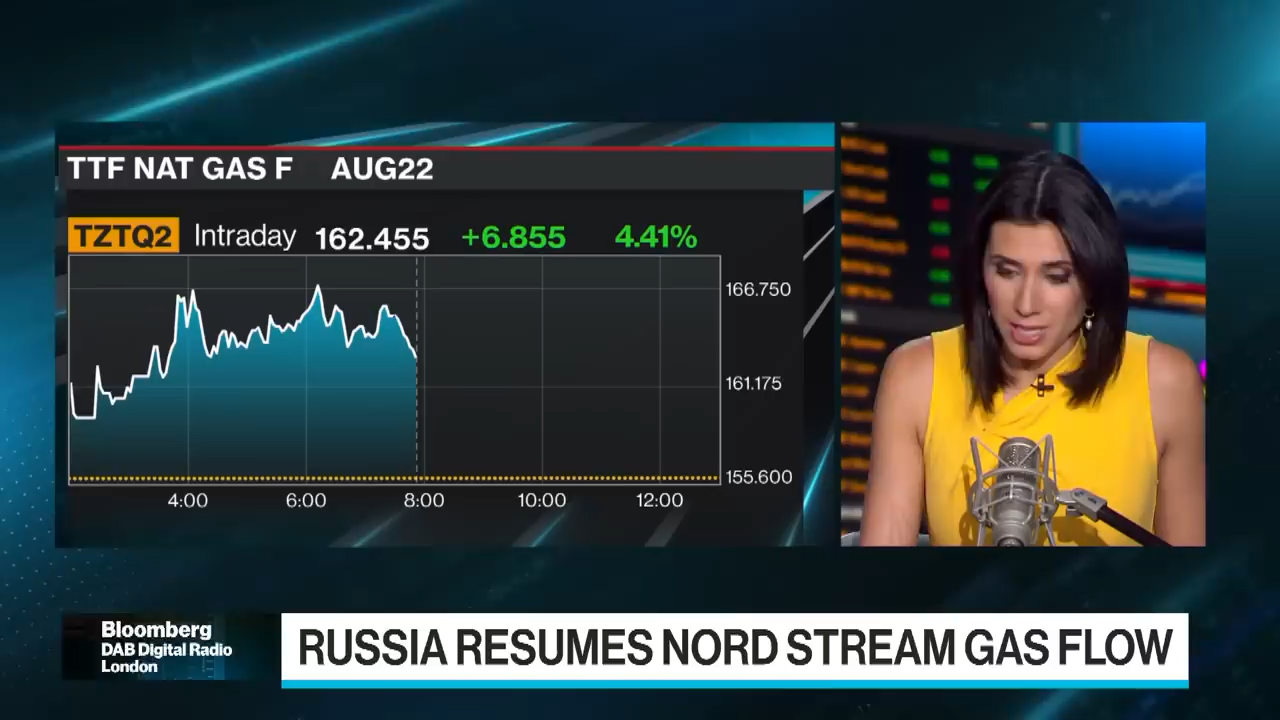 TTF NAT GAS F AUG22
TZTQ2 Intraday 162.455 +6.855 4.41%
166.750
161.175
155.600
4:00 6:00 8:00 10:00 12:00
Bloomberg
DAB Digital Radio
London
RUSSIA RESUMES NORD STREAM GAS FLOW